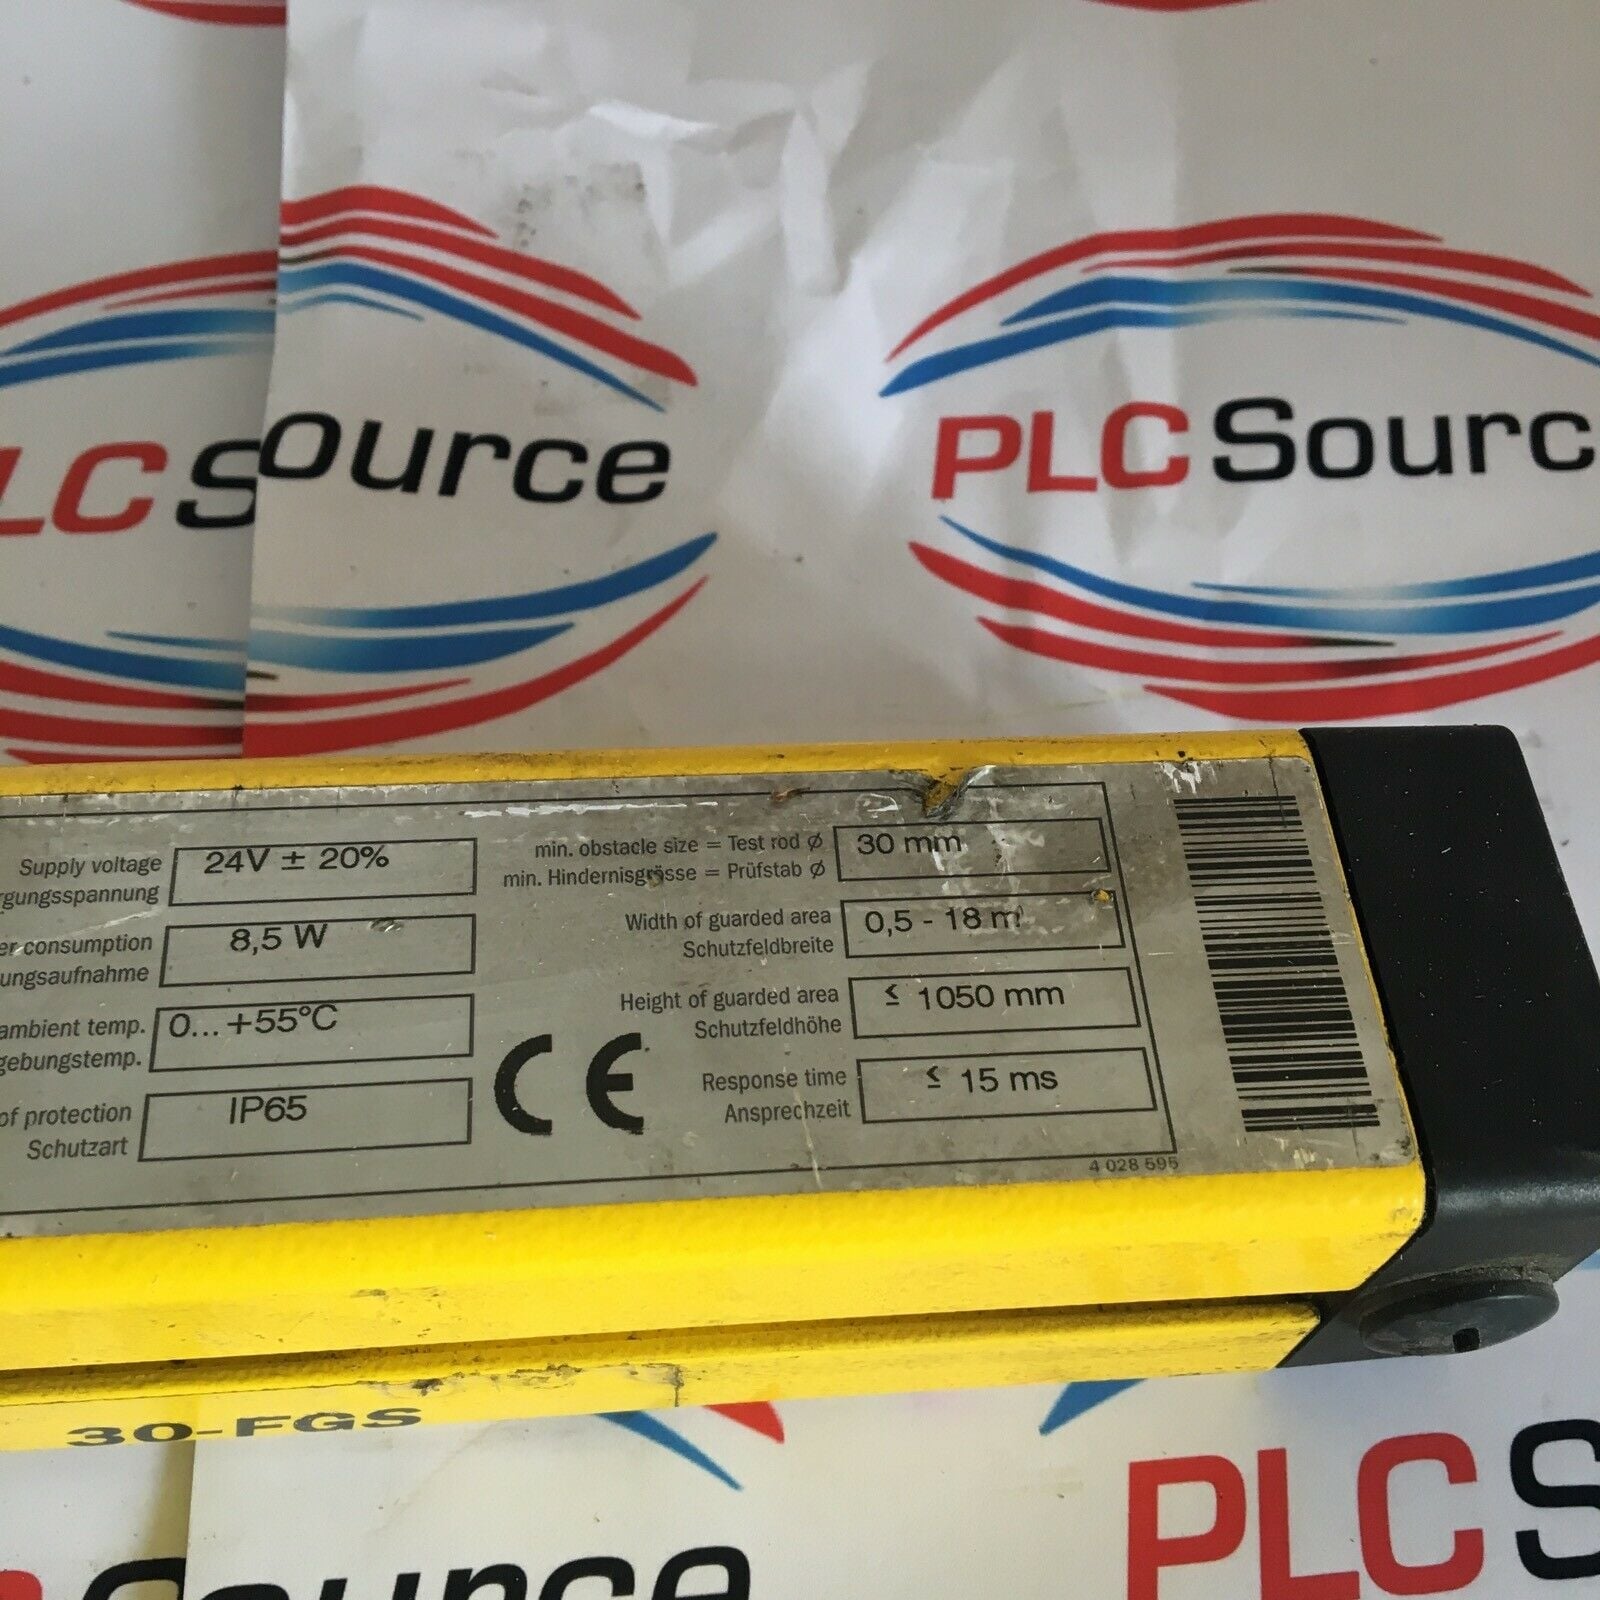 LC S
ource
PLC Sourc
Supply voltage
rgungsspannung
24V ± 20%
er consumption
ungsaufnahme
8,5 W
ambient temp.
gebungstemp.
0... +55°C
of protection
Schutzart
IP65
CE
min. obstacle size = Test rod ø
min. Hindernisgrösse = Prüfstab ø
30 mm
Width of guarded area
Schutzfeldbreite
0,5 - 18 m
Height of guarded area
Schutzfeldhöhe
≤ 1050 mm
Response time
Ansprechzeit
≤ 15 ms
4 028 595
30-FGS
ource
PLC S